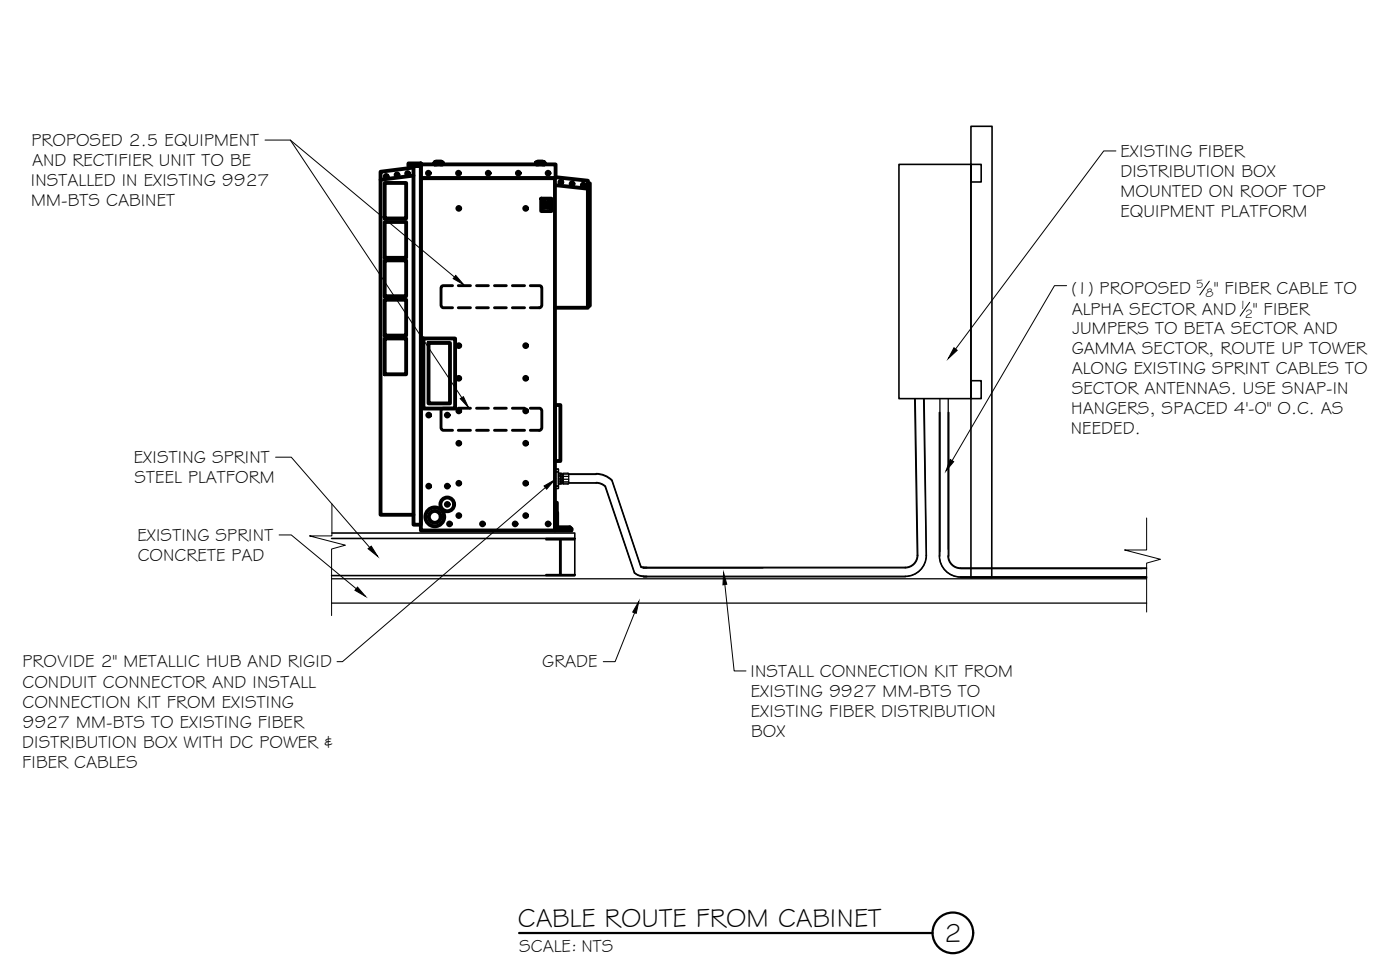 PROPOSED 2.5 EQUIPMENT
AND RECTIFIER UNIT TO BE
INSTALLED IN EXISTING 9927
MM-BTS CABINET
EXISTING FIBER
DISTRIBUTION BOX
MOUNTED ON ROOF TOP
EQUIPMENT PLATFORM
(1) PROPOSED 5/8" FIBER CABLE TO
ALPHA SECTOR AND 1/2" FIBER
JUMPERS TO BETA SECTOR AND
GAMMA SECTOR, ROUTE UP TOWER
ALONG EXISTING SPRINT CABLES TO
SECTOR ANTENNAS. USE SNAP-IN
HANGERS, SPACED 4'-0" O.C. AS
NEEDED.
EXISTING SPRINT
STEEL PLATFORM
EXISTING SPRINT
CONCRETE PAD
PROVIDE 2" METALLIC HUB AND RIGID
CONDUIT CONNECTOR AND INSTALL
CONNECTION KIT FROM EXISTING
9927 MM-BTS TO EXISTING FIBER
DISTRIBUTION BOX WITH DC POWER &
FIBER CABLES
GRADE
INSTALL CONNECTION KIT FROM
EXISTING 9927 MM-BTS TO
EXISTING FIBER DISTRIBUTION
BOX
CABLE ROUTE FROM CABINET
2
SCALE: NTS